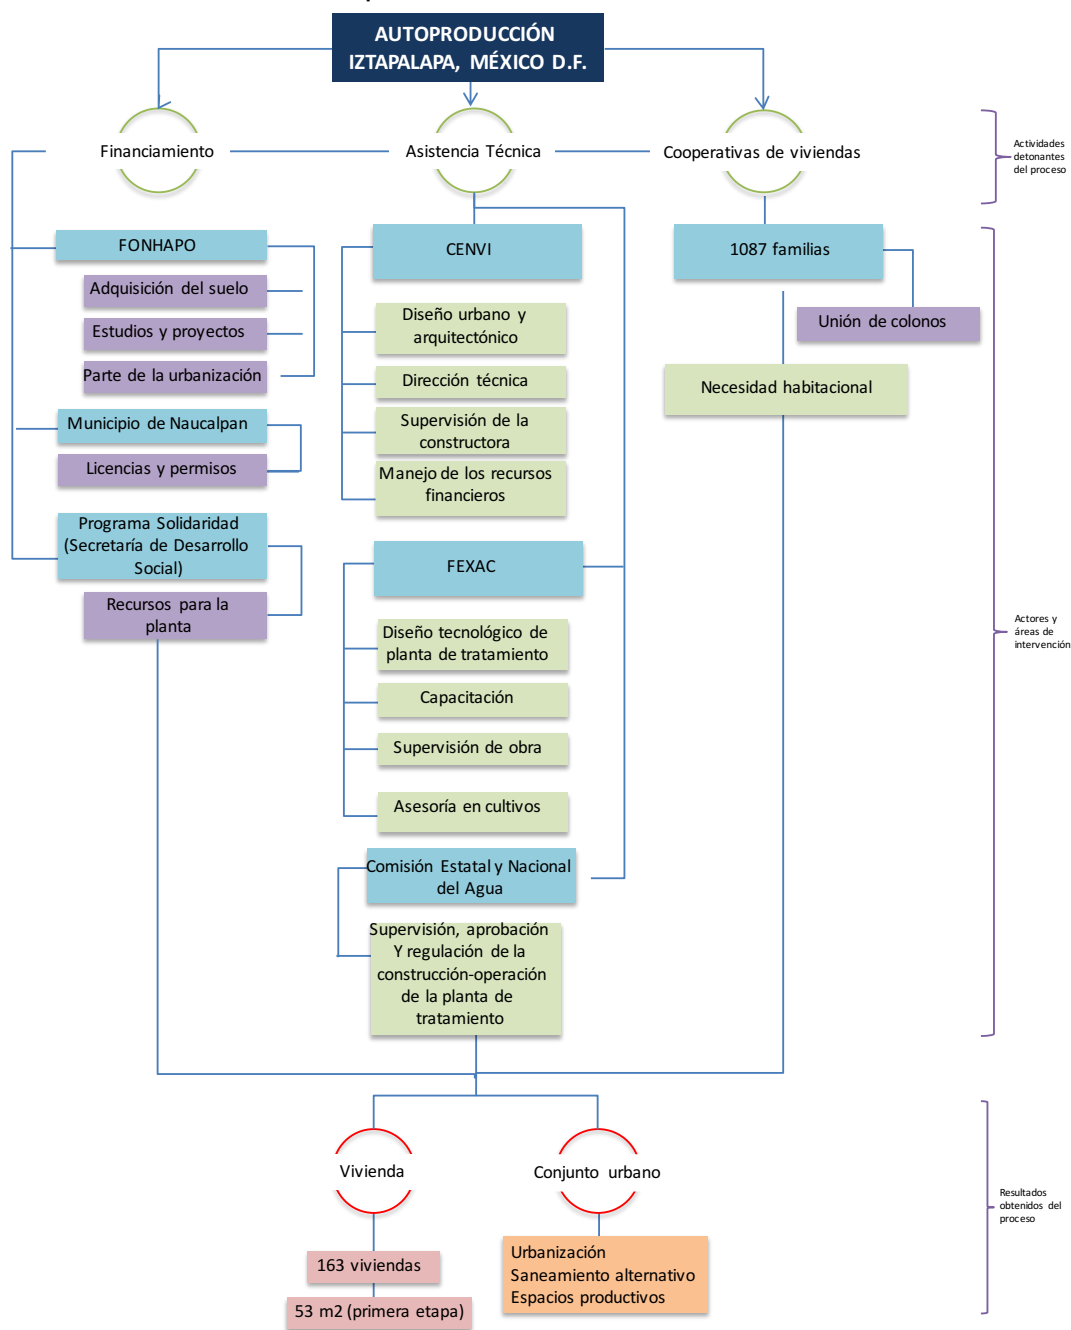 AUTOPRODUCCIÓN
IZTAPALAPA, MÉXICO D.F.
Financiamiento
Asistencia Técnica
Cooperativas de viviendas
Actividades
detonantes
del proceso
FONHAPO
Adquisición del suelo
Estudios y proyectos
Parte de la urbanización
Municipio de Naucalpan
Licencias y permisos
Programa Solidaridad
(Secretaría de Desarrollo
Social)
Recursos para la
planta
CENVI
Diseño urbano y
arquitectónico
Dirección técnica
Supervisión de la
constructora
Manejo de los recursos
financieros
FEXAC
Diseño tecnológico de
planta de tratamiento
Capacitación
Supervisión de obra
Asesoría en cultivos
Comisión Estatal y Nacional
del Agua
Supervisión, aprobación
Y regulación de la
construcción-operación
de la planta de
tratamiento
1087 familias
Unión de colonos
Necesidad habitacional
Actores y
áreas de
intervención
Vivienda
163 viviendas
53 m2 (primera etapa)
Conjunto urbano
Urbanización
Saneamiento alternativo
Espacios productivos
Resultados
obtenidos del
proceso